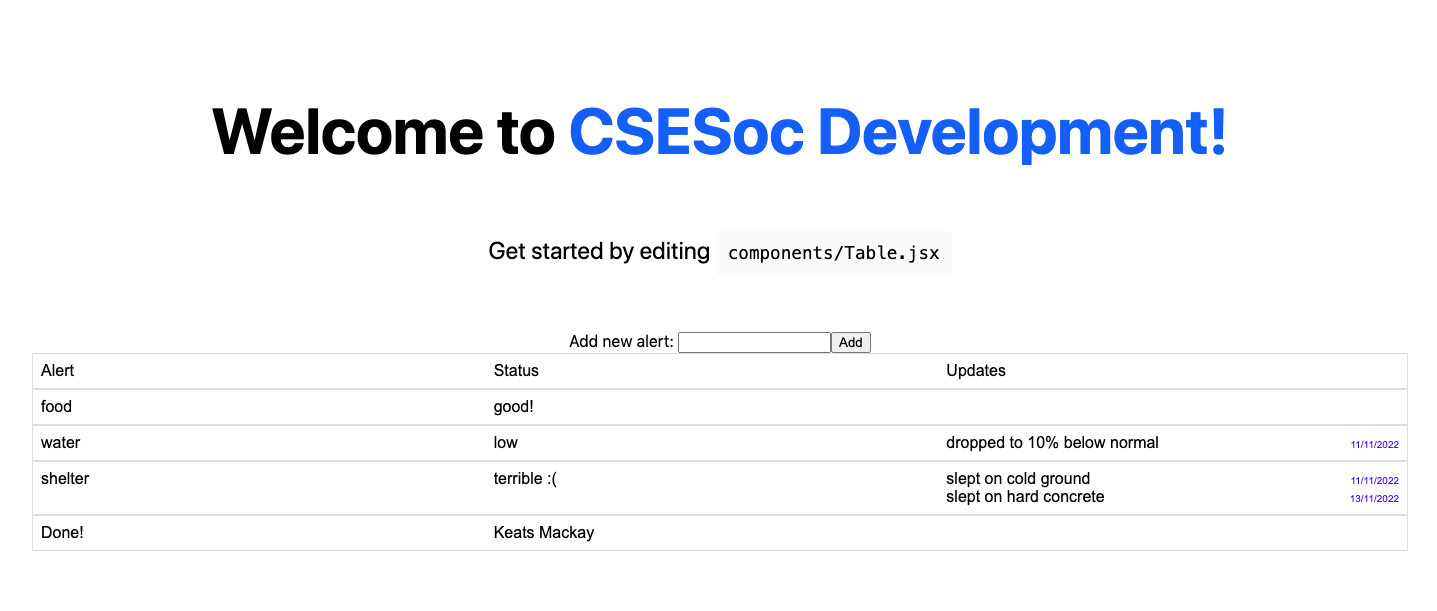 Welcome to CSESoc Development!
Get started by editing components/Table.jsx
Add new alert: Add
Alert Status Updates
food good!
water low dropped to 10% below normal 11/11/2022
shelter terrible :( slept on cold ground 11/11/2022
slept on hard concrete 13/11/2022
Done! Keats Mackay